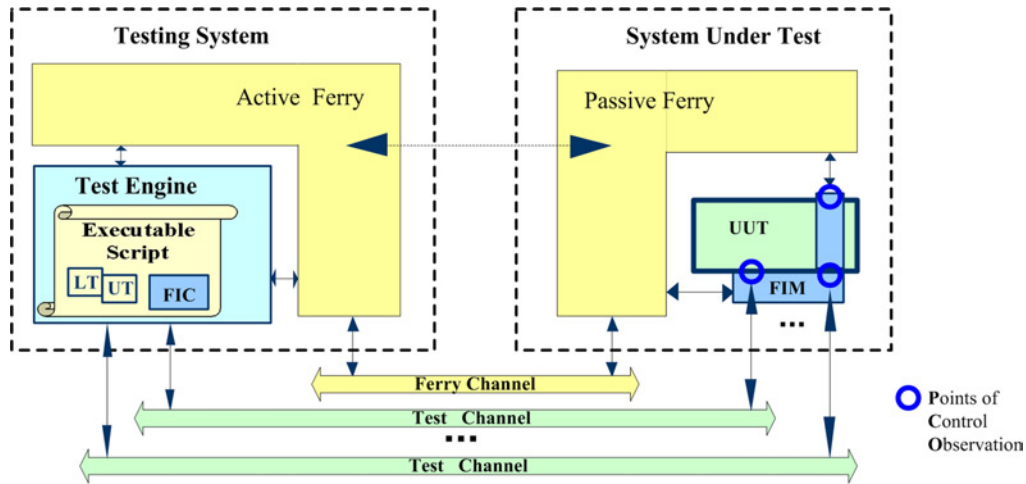 Testing System
System Under Test
Active Ferry
Passive Ferry
Test Engine
Executable
Script
LT
UT
FIC
UUT
FIM
...
Ferry Channel
Test Channel
...
Test Channel
Points of
Control
Observation